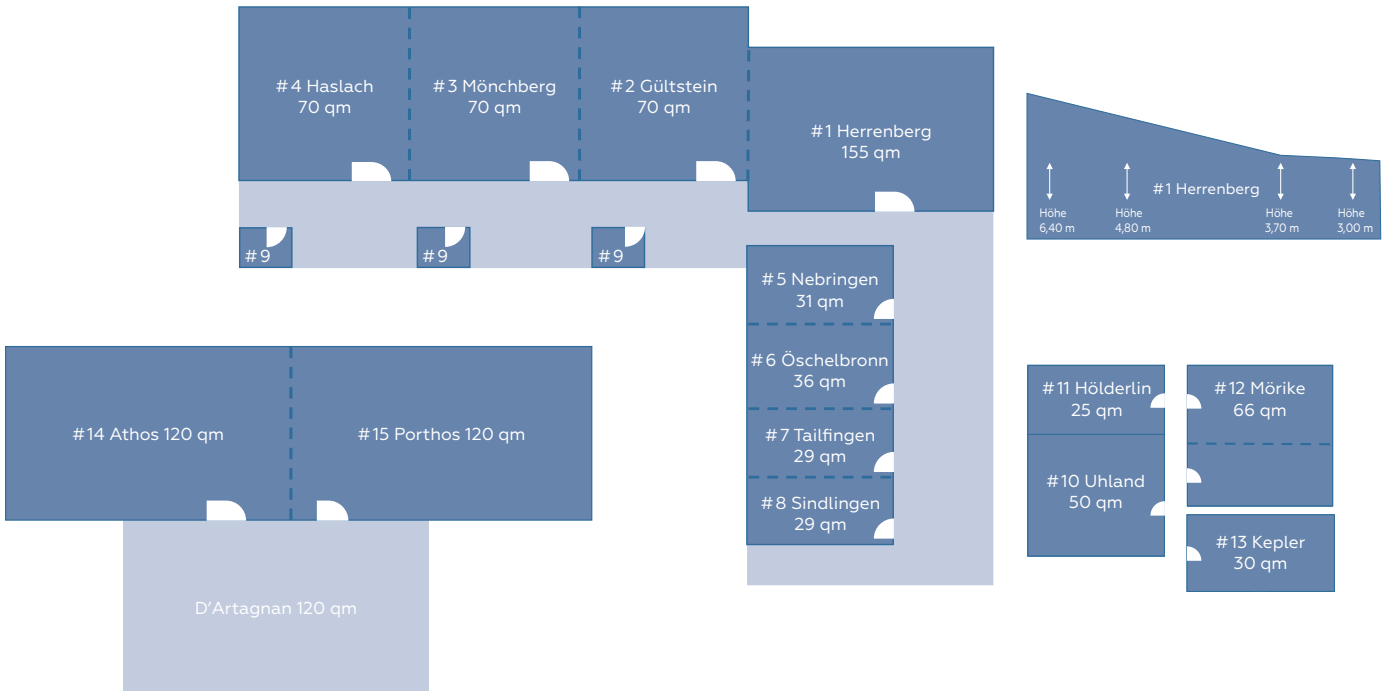 #4 Haslach
70 qm
#3 Mönchberg
70 qm
#2 Gültstein
70 qm
#1 Herrenberg
155 qm
#1 Herrenberg
Höhe
6,40 m
Höhe
4,80 m
Höhe
3,70 m
Höhe
3,00 m
#9
#9
#9
#5 Nebringen
31 qm
#6 Öschelbronn
36 qm
#7 Tailfingen
29 qm
#8 Sindlingen
29 qm
#14 Athos 120 qm
#15 Porthos 120 qm
D'Artagnan 120 qm
#11 Hölderlin
25 qm
#10 Uhland
50 qm
#12 Mörike
66 qm
#13 Kepler
30 qm